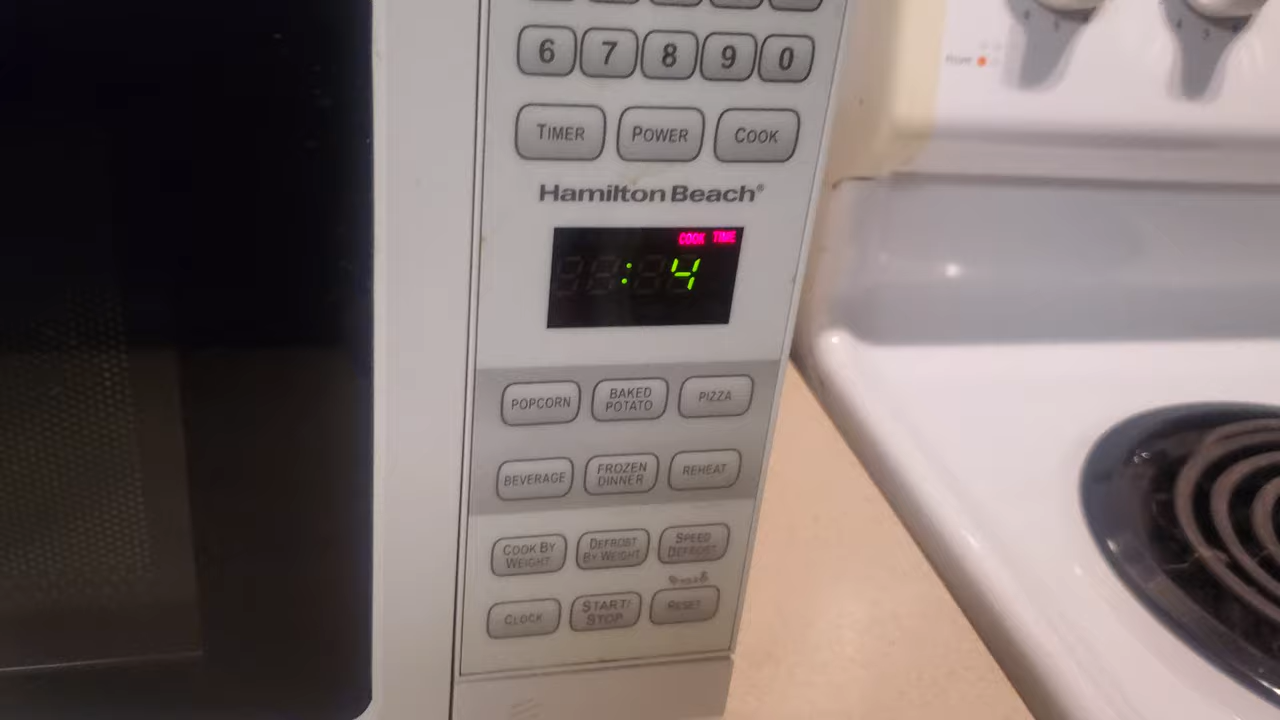 6 7 8 9 0
TIMER POWER COOK
Hamilton Beach®
COOK TIME
: 4
POPCORN BAKED POTATO PIZZA
BEVERAGE FROZEN DINNER REHEAT
COOK BY WEIGHT DEFROST BY WEIGHT SPEED DEFROST
CLOCK START/STOP RESET